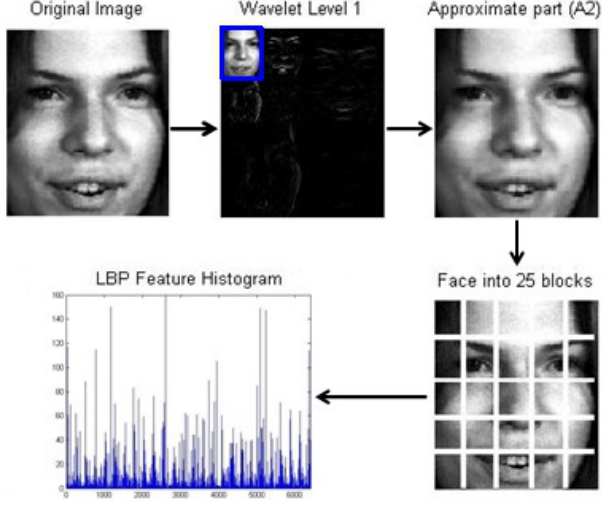 Original Image
Wavelet Level 1
Approximate part (A2)
Face into 25 blocks
LBP Feature Histogram
160
140
120
100
80
60
40
20
0
0 1000 2000 3000 4000 5000 6000